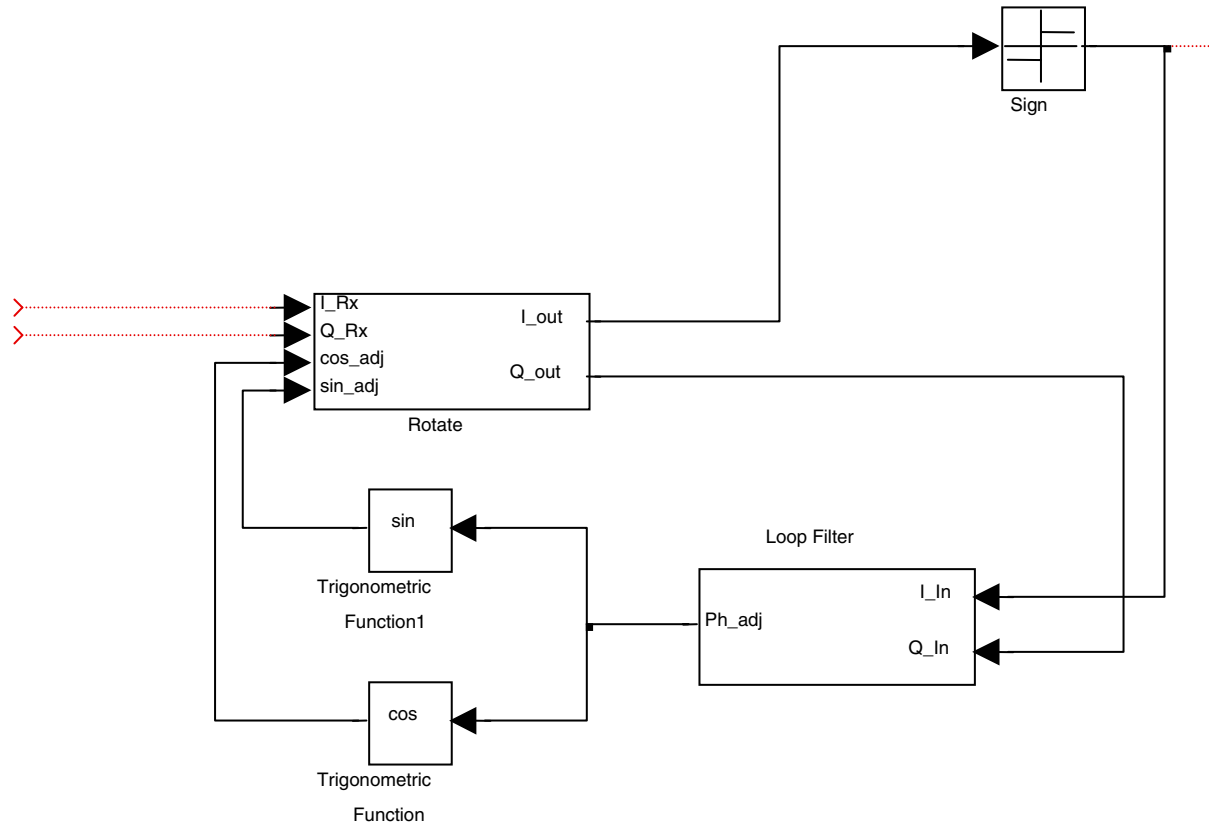 Sign
I_Rx
Q_Rx
cos_adj
sin_adj
I_out
Q_out
Rotate
sin
Trigonometric
Function1
Loop Filter
I_In
Ph_adj
Q_In
cos
Trigonometric
Function